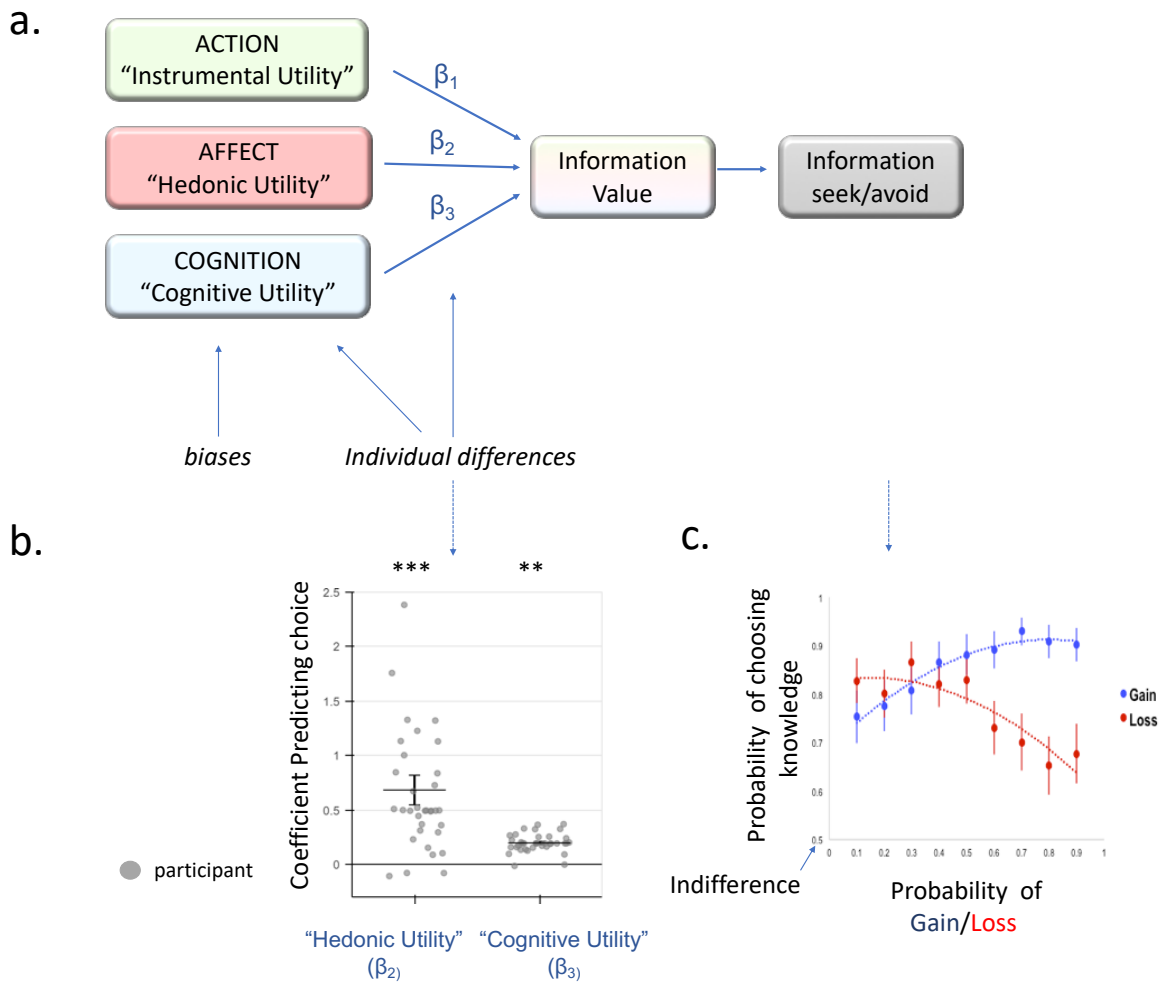 a.
ACTION
“Instrumental Utility”
AFFECT
“Hedonic Utility”
COGNITION
“Cognitive Utility”
β1
β2
β3
Information
Value
Information
seek/avoid
biases
Individual differences
b.
*** **
Coefficient Predicting choice
2.5
2
1.5
1
0.5
0
participant
“Hedonic Utility” “Cognitive Utility”
(β2) (β3)
c.
Probability of choosing
knowledge
1
0.9
0.8
0.7
0.6
0.5
0 0.1 0.2 0.3 0.4 0.5 0.6 0.7 0.8 0.9 1
Gain
Loss
Indifference
Probability of
Gain/Loss